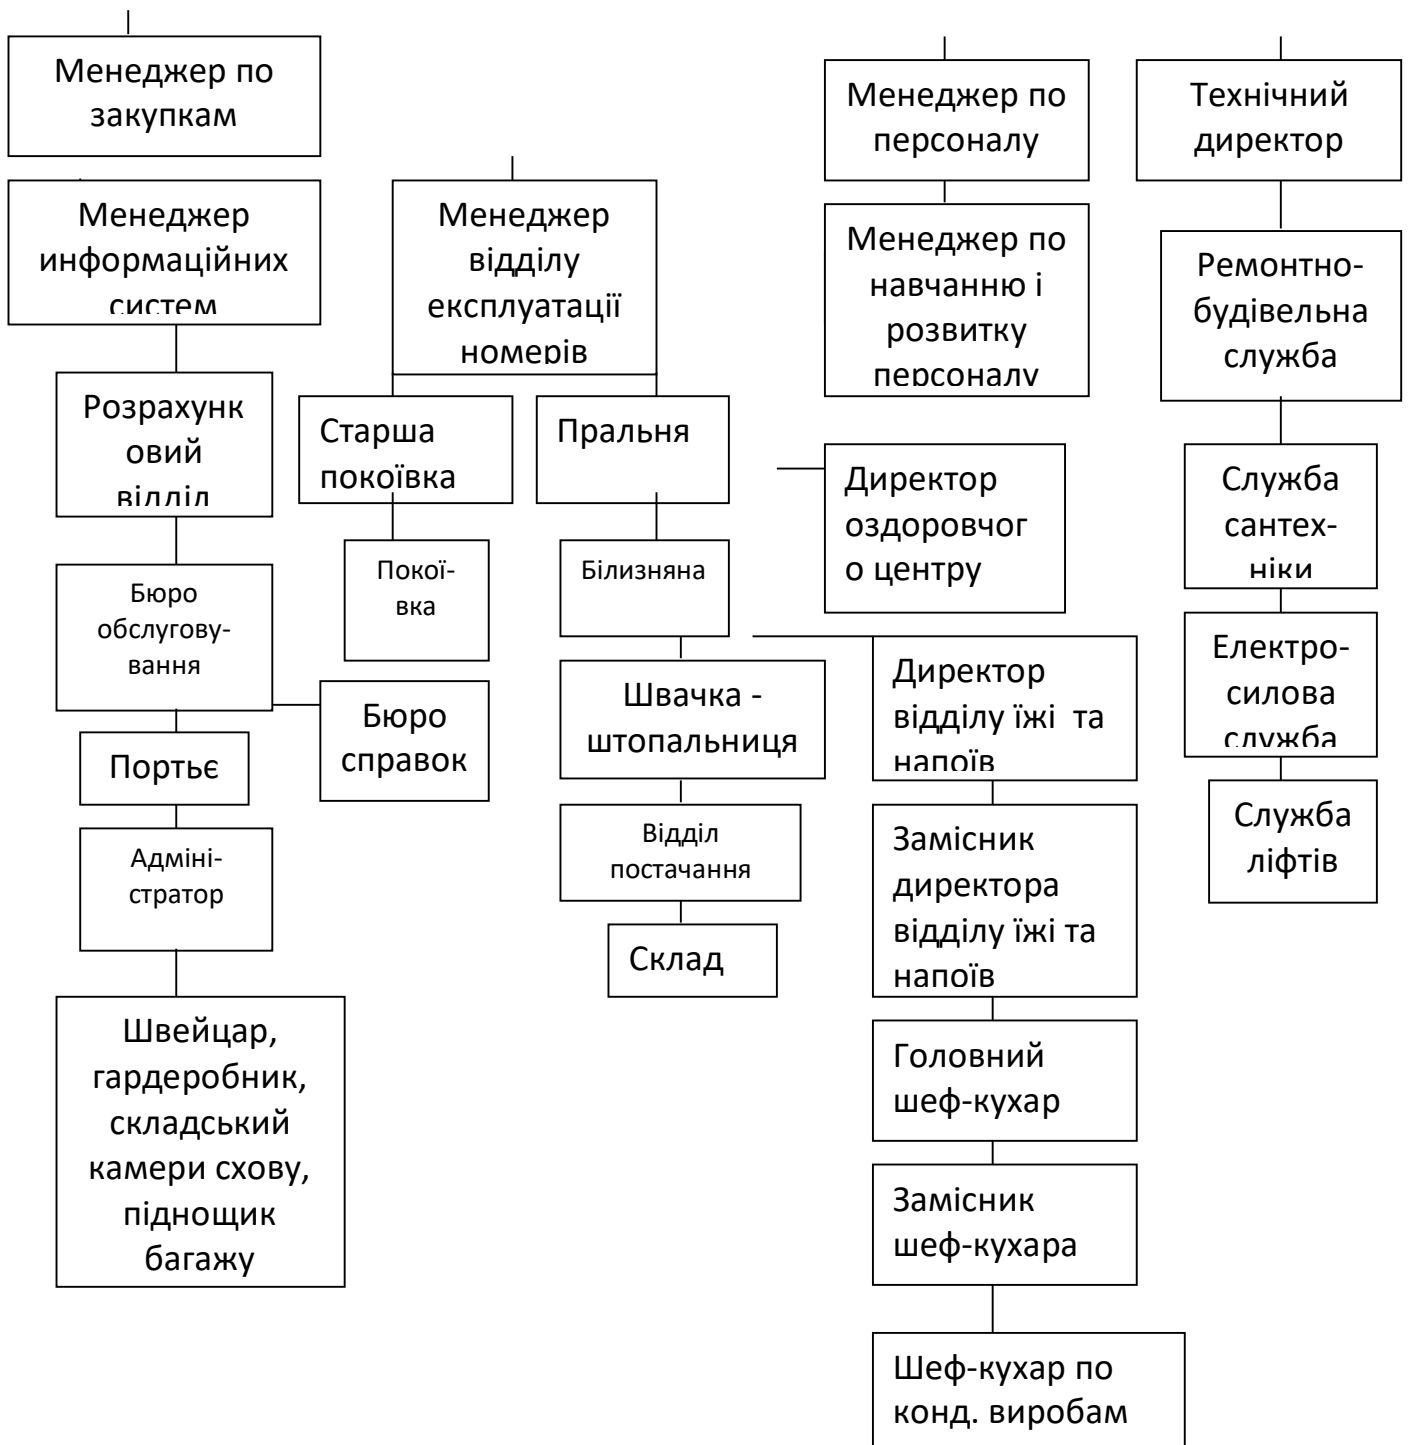 Менеджер по
закупкам
Менеджер
информаційних
систем
Розрахунк
овий
відділ
Бюро
обслугову-
вання
Бюро
справок
Портьє
Адміні-
стратор
Швейцар,
гардеробник,
складський
камери схову,
піднощик
багажу
Менеджер
відділу
експлуатації
номерів
Старша
покоївка
Покої-
вка
Пральня
Білизняна
Швачка -
штопальниця
Відділ
постачання
Склад
Менеджер по
персоналу
Менеджер по
навчанню і
розвитку
персоналу
Директор
оздоровчог
о центру
Директор
відділу їжі та
напоїв
Замісник
директора
відділу їжі та
напоїв
Головний
шеф-кухар
Замісник
шеф-кухара
Шеф-кухар по
конд. виробам
Технічний
директор
Ремонтно-
будівельна
служба
Служба
сантех-
ніки
Електро-
силова
служба
Служба
ліфтів